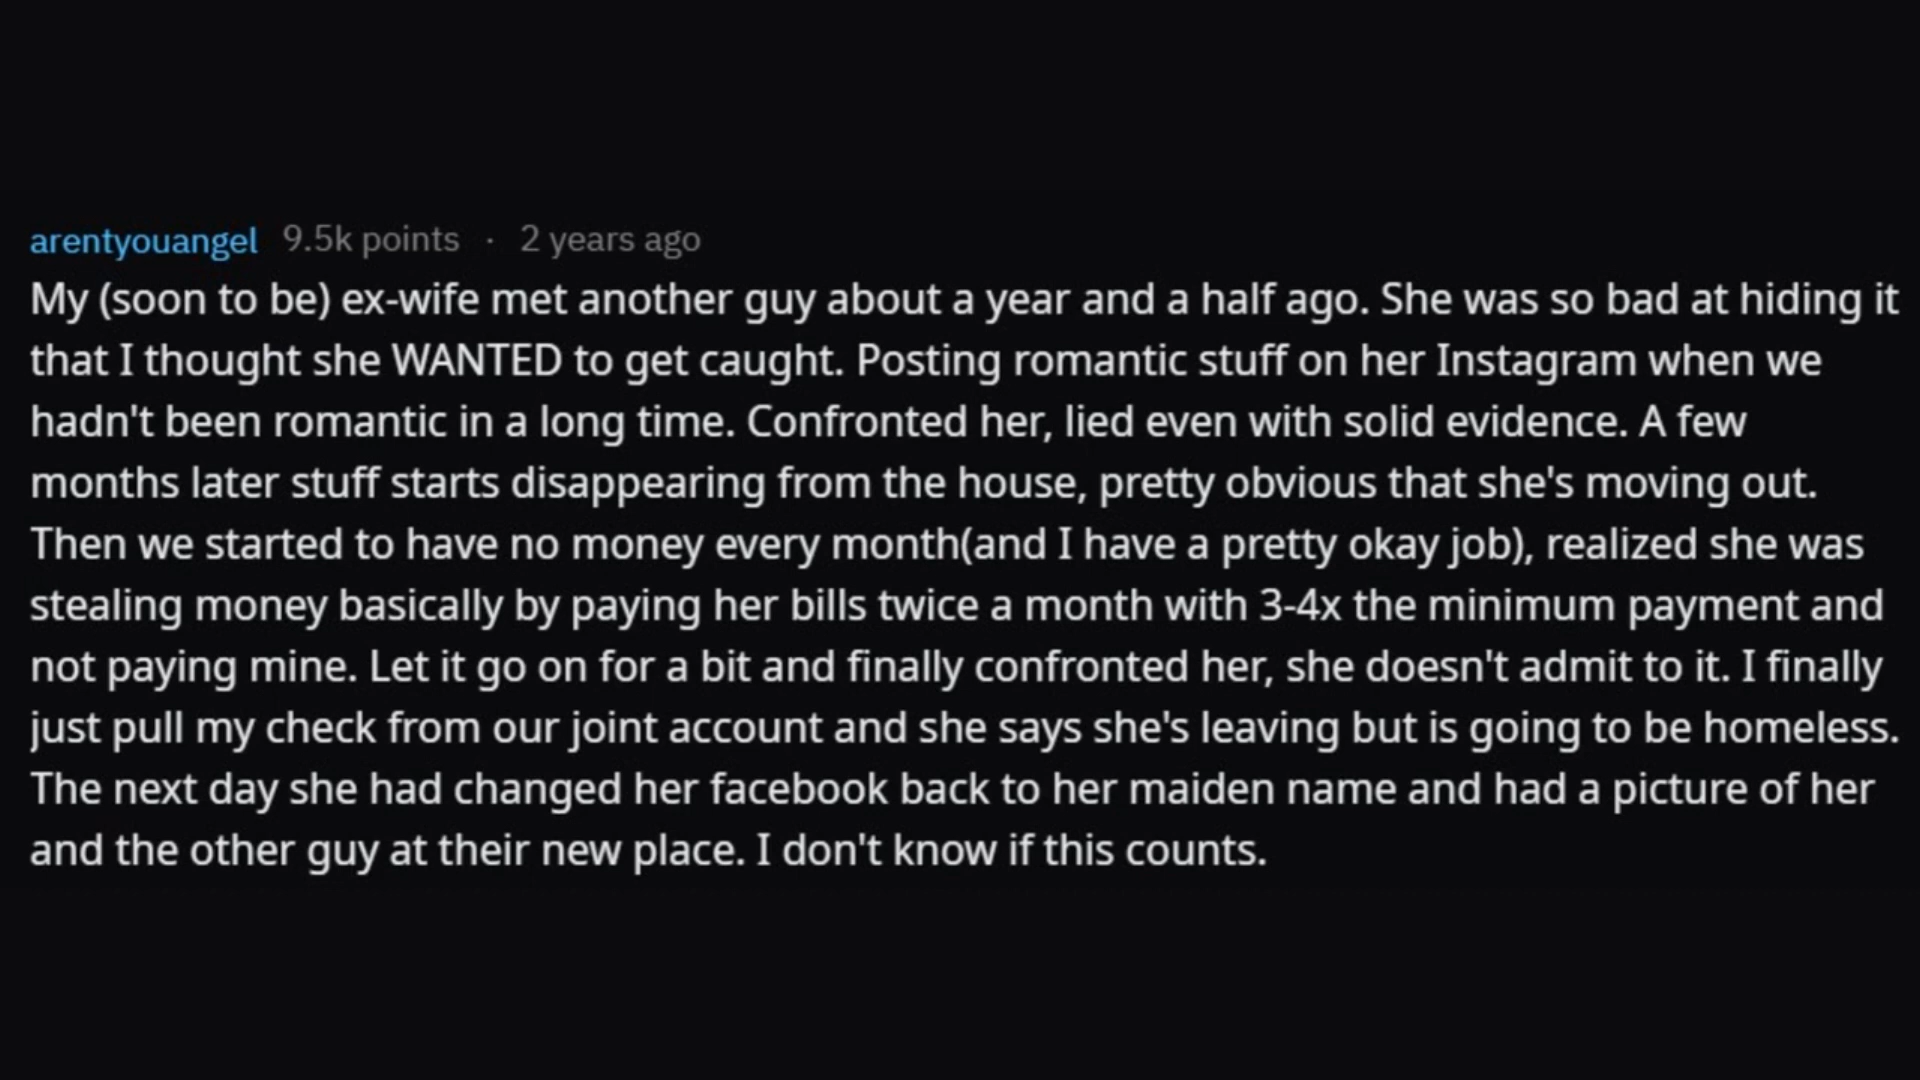 arentyouangel 9.5k points · 2 years ago
My (soon to be) ex-wife met another guy about a year and a half ago. She was so bad at hiding it
that I thought she WANTED to get caught. Posting romantic stuff on her Instagram when we
hadn't been romantic in a long time. Confronted her, lied even with solid evidence. A few
months later stuff starts disappearing from the house, pretty obvious that she's moving out.
Then we started to have no money every month(and I have a pretty okay job), realized she was
stealing money basically by paying her bills twice a month with 3-4x the minimum payment and
not paying mine. Let it go on for a bit and finally confronted her, she doesn't admit to it. I finally
just pull my check from our joint account and she says she's leaving but is going to be homeless.
The next day she had changed her facebook back to her maiden name and had a picture of her
and the other guy at their new place. I don't know if this counts.